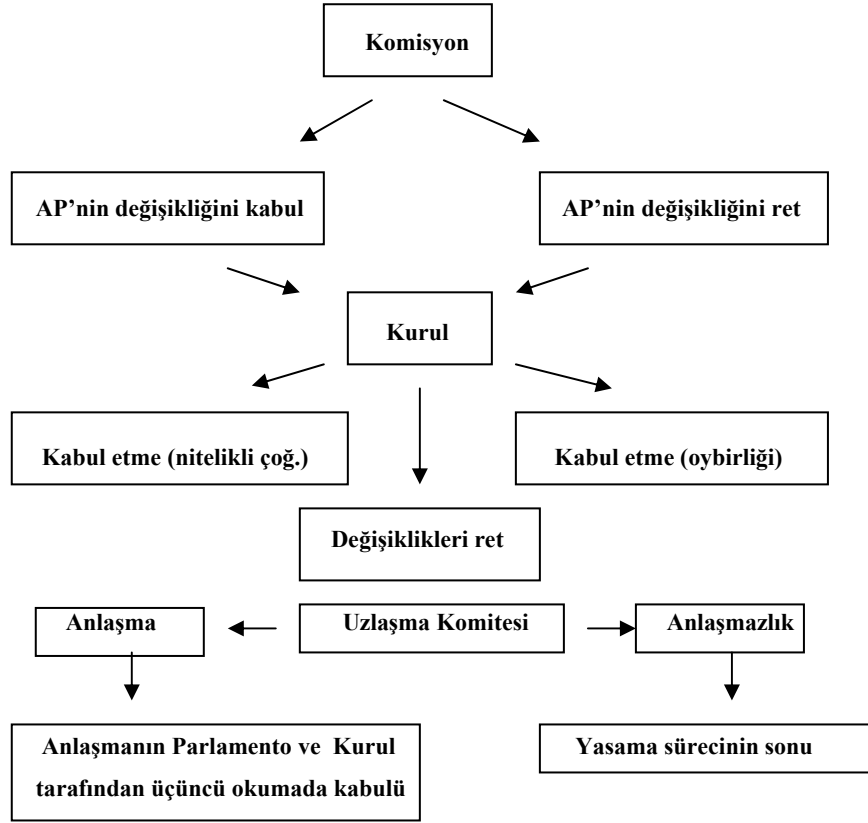 Komisyon
AP’nin değişikliğini kabul
AP’nin değişikliğini ret
Kurul
Kabul etme (nitelikli çoğ.)
Kabul etme (oybirliği)
Değişiklikleri ret
Anlaşma
Uzlaşma Komitesi
Anlaşmazlık
Anlaşmanın Parlamento ve Kurul
tarafından üçüncü okumada kabulü
Yasama sürecinin sonu